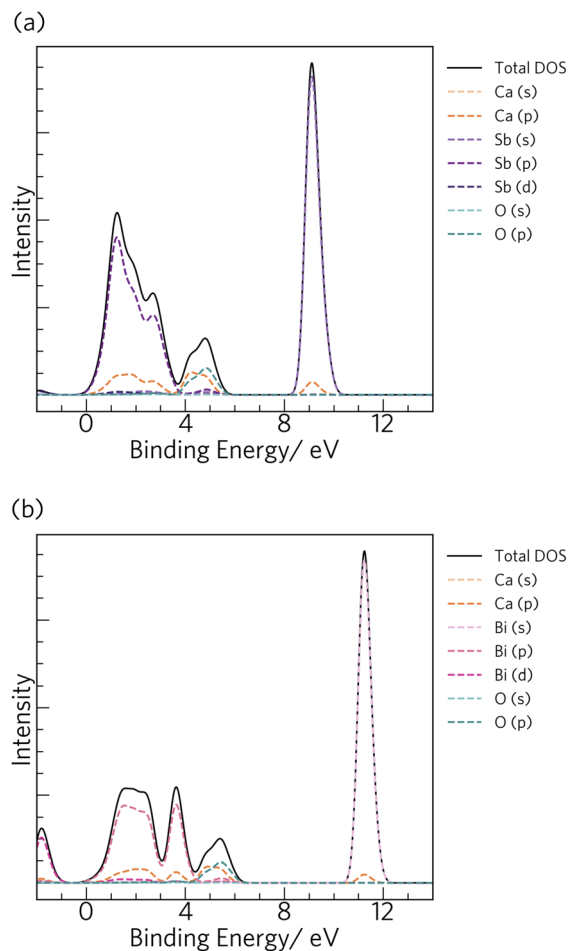 (a)
Total DOS
Ca (s)
Ca (p)
Sb (s)
Sb (p)
Sb (d)
O (s)
O (p)
Intensity
0 4 8 12
Binding Energy/ eV
(b)
Total DOS
Ca (s)
Ca (p)
Bi (s)
Bi (p)
Bi (d)
O (s)
O (p)
Intensity
0 4 8 12
Binding Energy/ eV